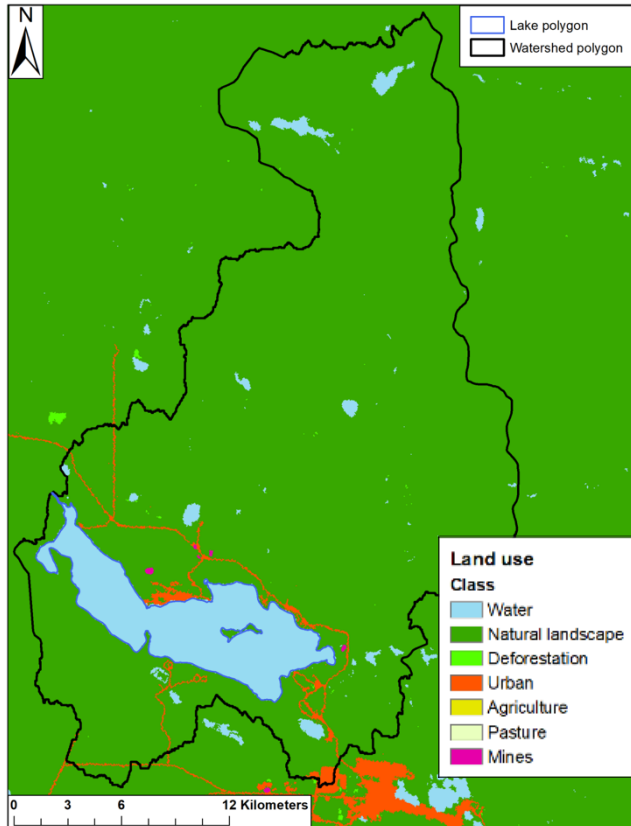 N
Lake polygon
Watershed polygon
Land use
Class
Water
Natural landscape
Deforestation
Urban
Agriculture
Pasture
Mines
0 3 6 12 Kilometers